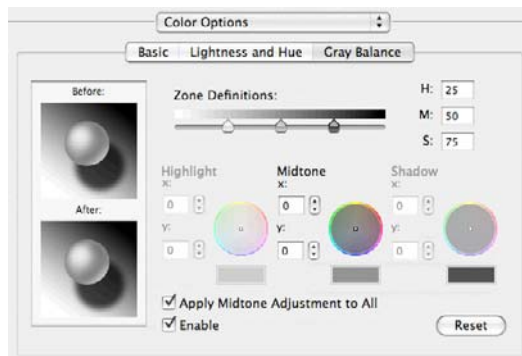 Color Options
Basic Lightness and Hue Gray Balance
Before:
Zone Definitions:
H: 25
M: 50
S: 75
Highlight Midtone Shadow
x: x: x:
0 0 0
After:
y: y: y:
0 0 0
Apply Midtone Adjustment to All
Enable
Reset